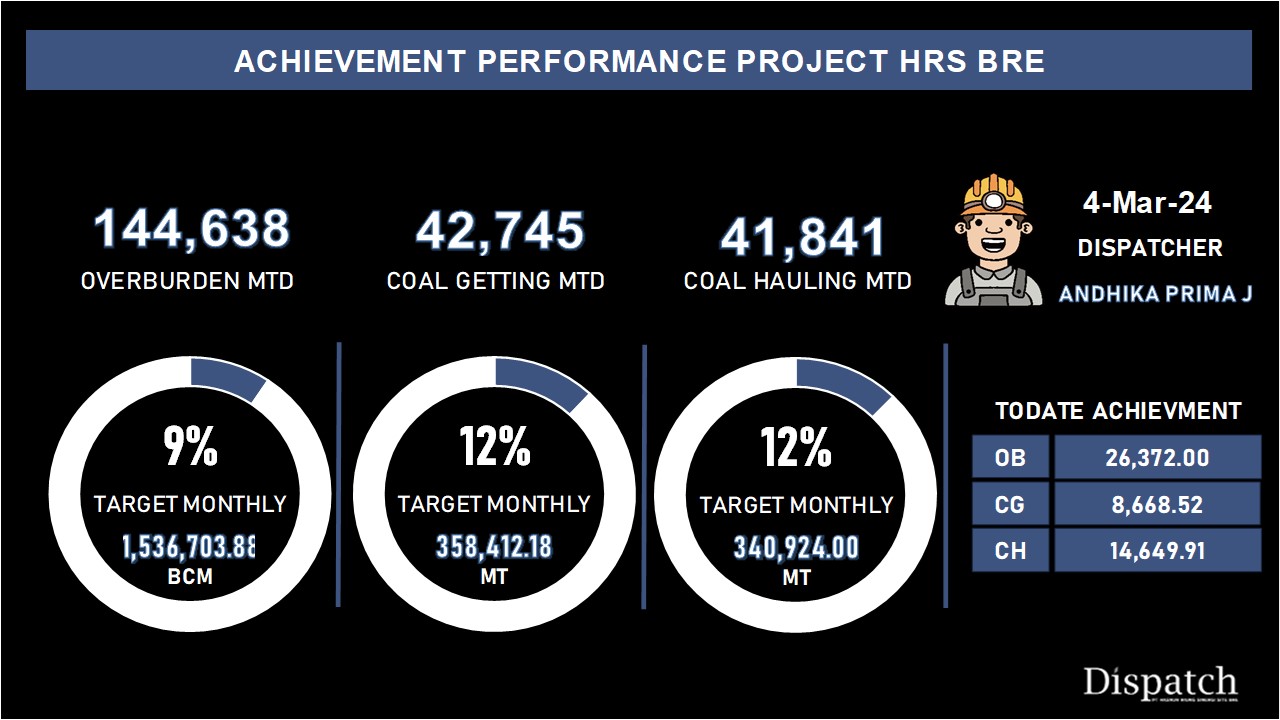 ACHIEVEMENT PERFORMANCE PROJECT HRS BRE
144,638
OVERBURDEN MTD
42,745
COAL GETTING MTD
41,841
COAL HAULING MTD
4-Mar-24
DISPATCHER
ANDHIKA PRIMA J
9%
TARGET MONTHLY
1,536,703.88
BCM
12%
TARGET MONTHLY
358,412.18
MT
12%
TARGET MONTHLY
340,924.00
MT
TODATE ACHIEVMENT
OB 26,372.00
CG 8,668.52
CH 14,649.91
Dispatch